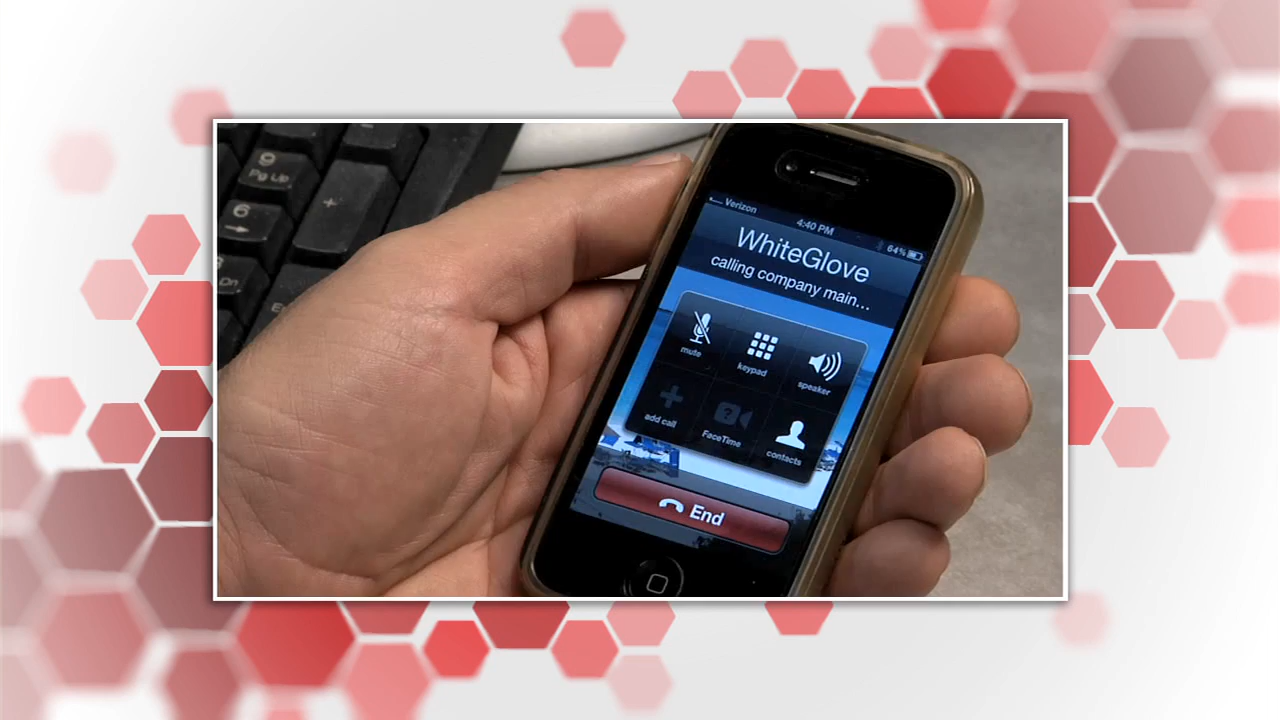 9
Pg Up
+
6
Verizon
4:40 PM
64%
WhiteGlove
calling company main...
mute
keypad
speaker
add call
FaceTime
contacts
End